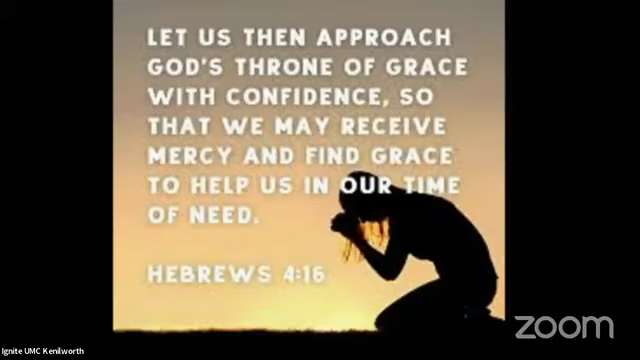 LET US THEN APPROACH
GOD'S THRONE OF GRACE
WITH CONFIDENCE, SO
THAT WE MAY RECEIVE
MERCY AND FIND GRACE
TO HELP US IN OUR TIME
OF NEED.
HEBREWS 4:16
zoom
Ignite UMC Kenilworth